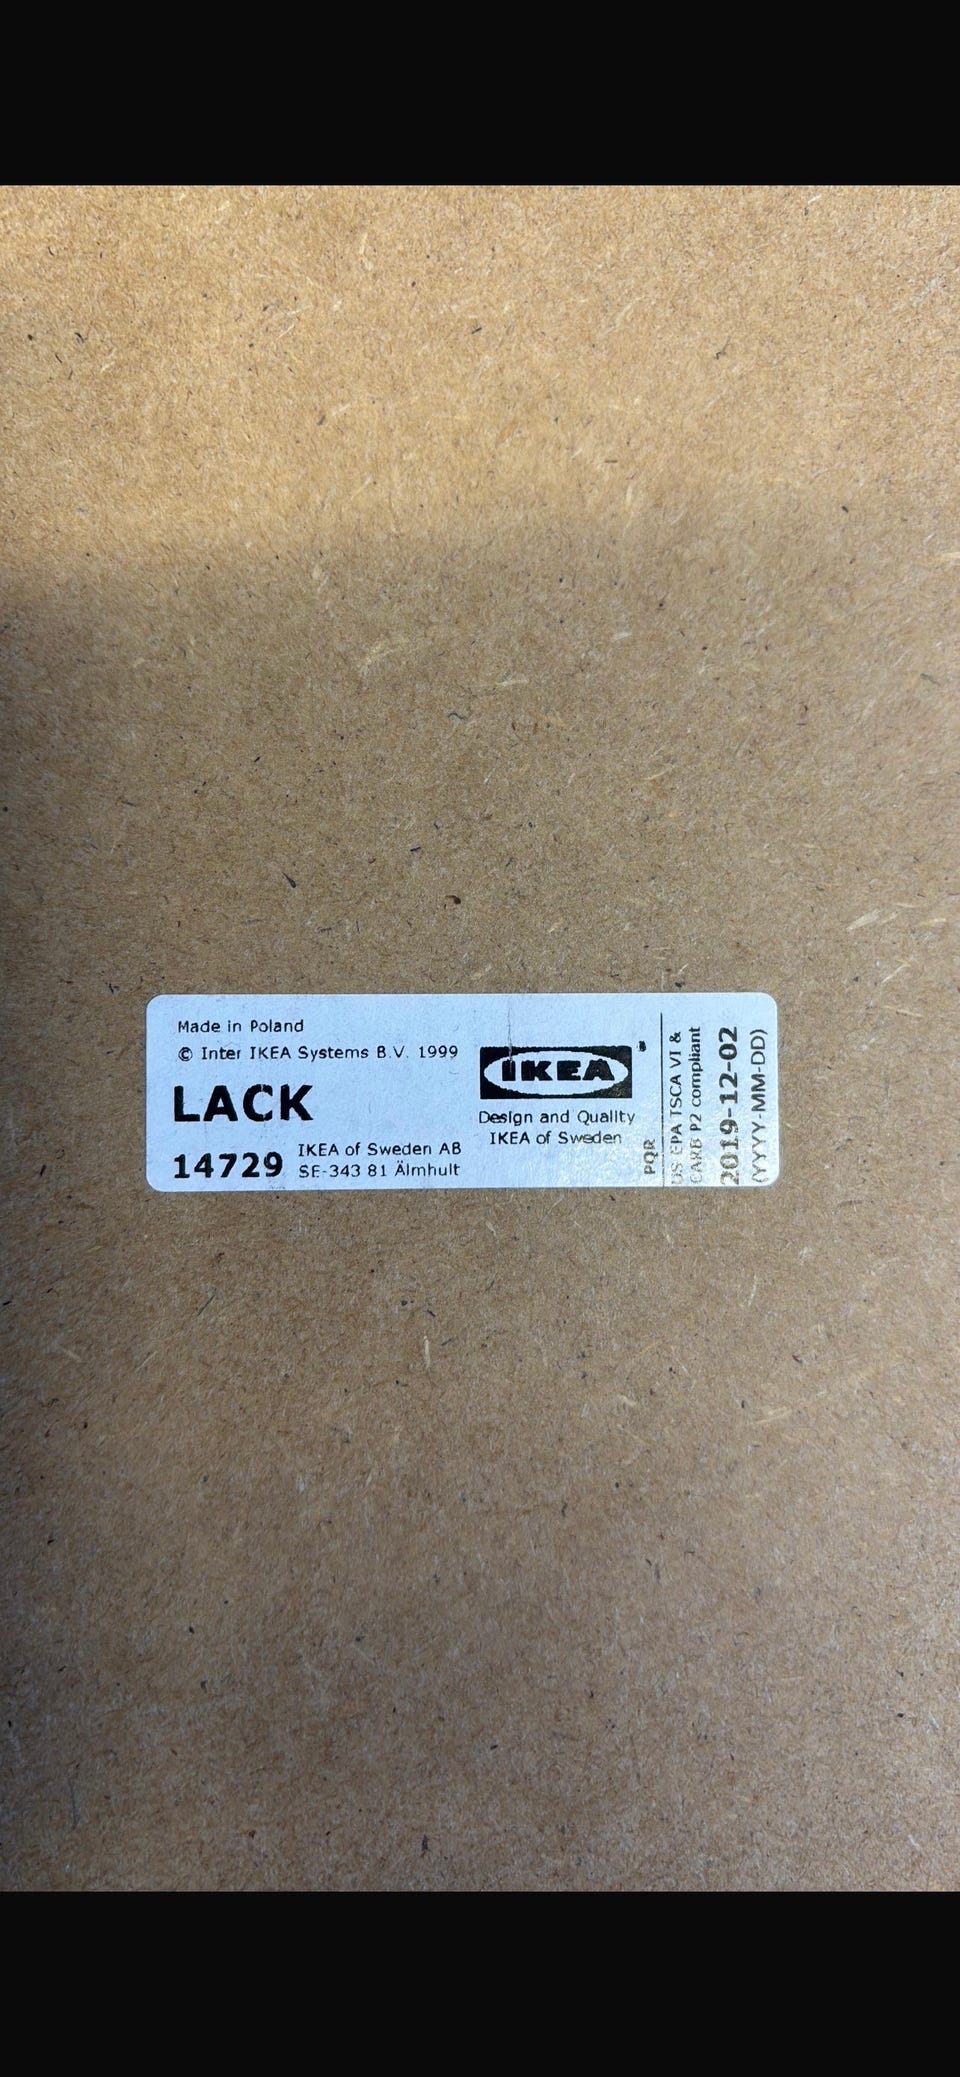 Made in Poland
© Inter IKEA Systems B.V. 1999
LACK
14729
IKEA of Sweden AB
SE-343 81 Älmhult
IKEA
Design and Quality
IKEA of Sweden
PQR
US EPA TSCA VI &
CARB P2 compliant
2019-12-02
(YYYY-MM-DD)